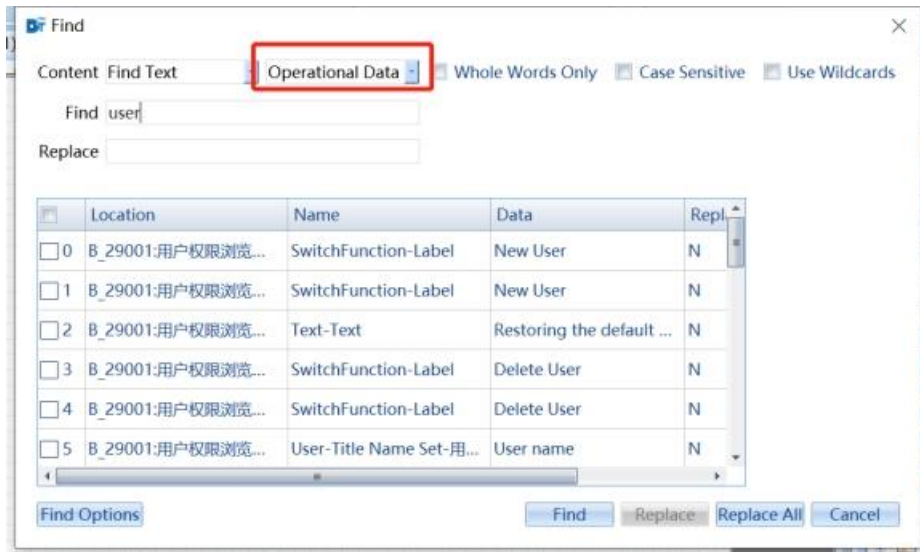 Find
Content Find Text Operational Data Whole Words Only Case Sensitive Use Wildcards
Find user
Replace
Location Name Data Repl
0 B_29001:用户权限浏览... SwitchFunction-Label New User N
1 B_29001:用户权限浏览... SwitchFunction-Label New User N
2 B_29001:用户权限浏览... Text-Text Restoring the default ... N
3 B_29001:用户权限浏览... SwitchFunction-Label Delete User N
4 B_29001:用户权限浏览... SwitchFunction-Label Delete User N
5 B_29001:用户权限浏览... User-Title Name Set-用... User name N
Find Options Find Replace Replace All Cancel